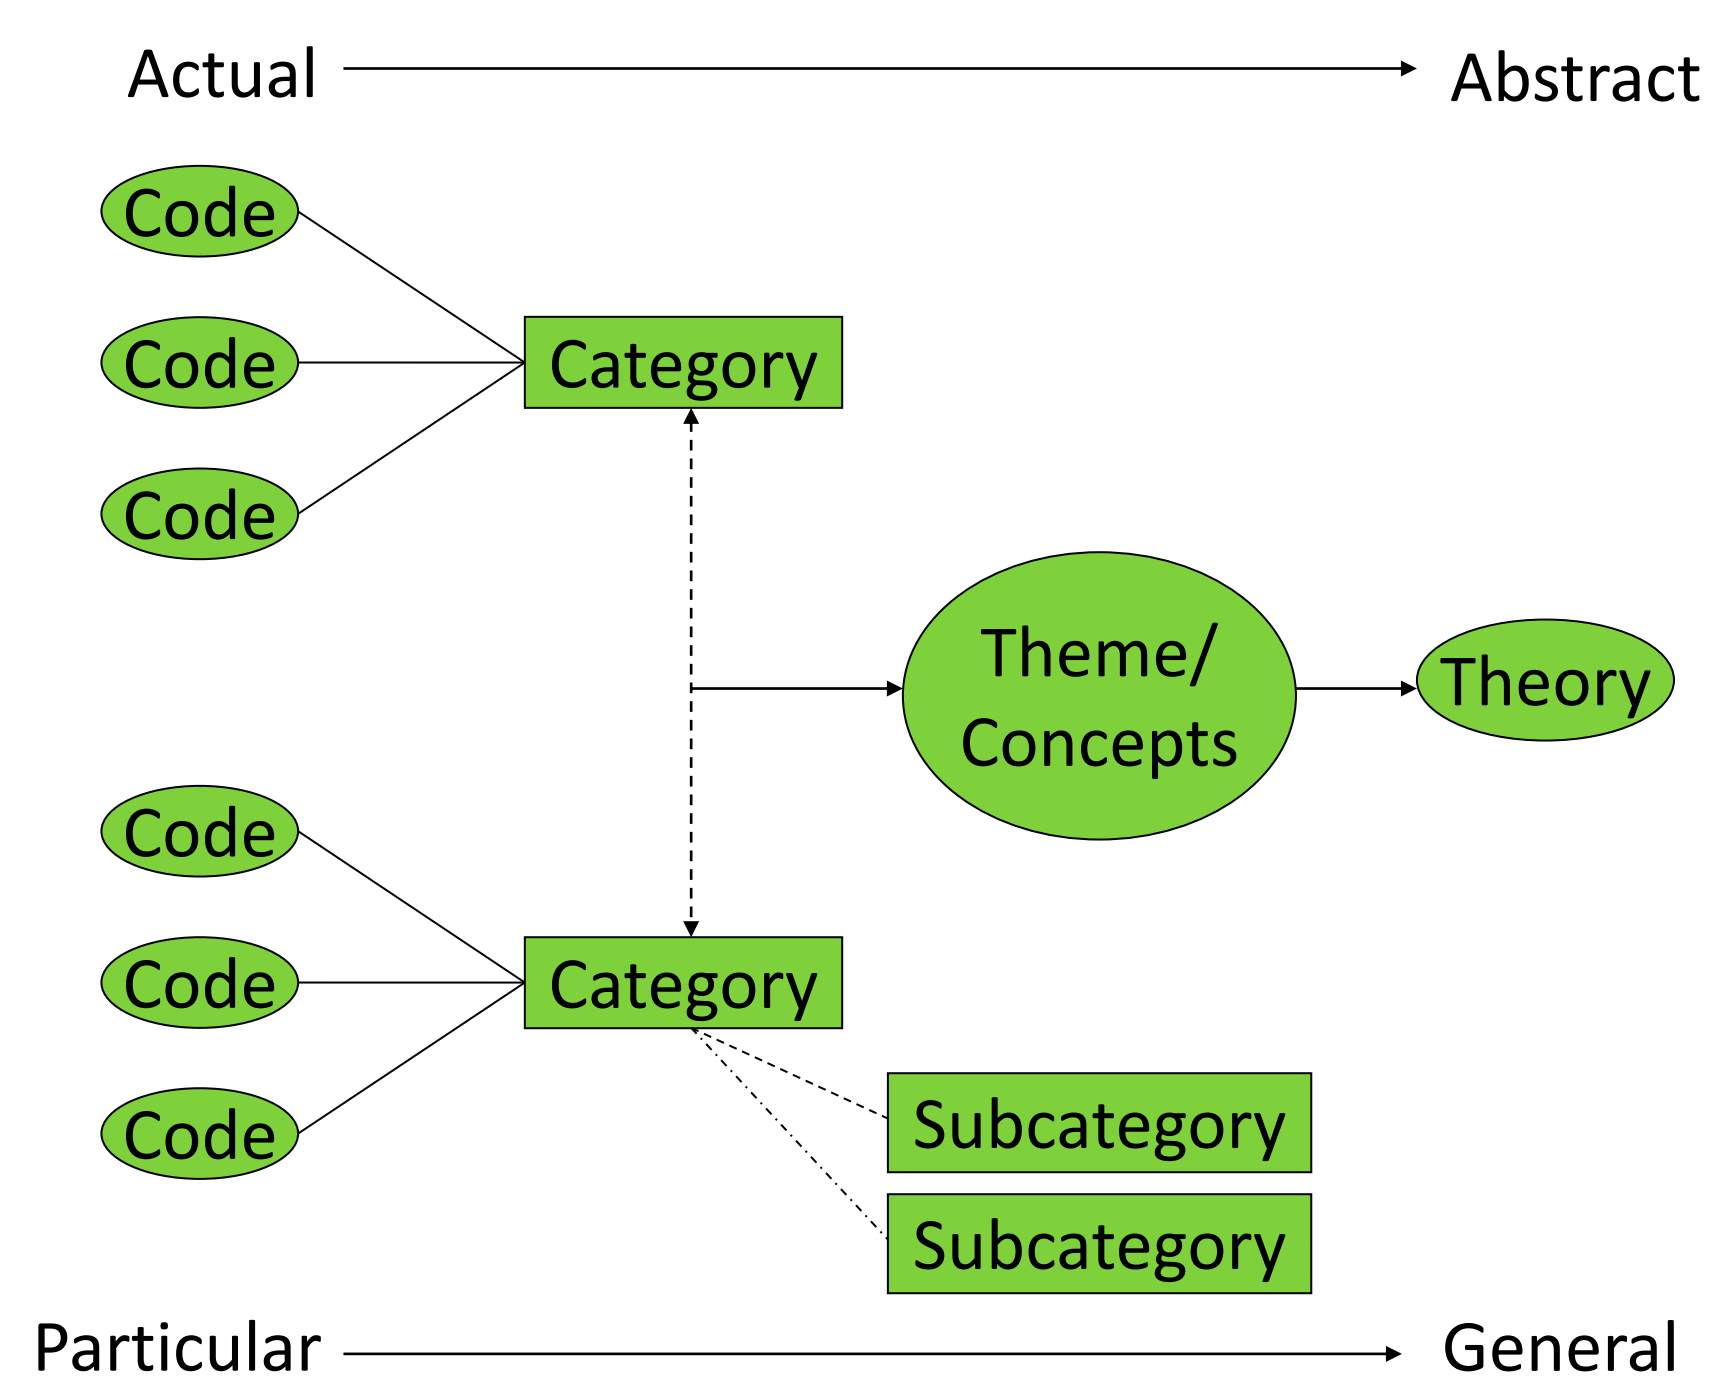 Actual
Abstract
Code
Code
Category
Code
Theme/
Concepts
Theory
Code
Code
Category
Code
Subcategory
Subcategory
Particular
General